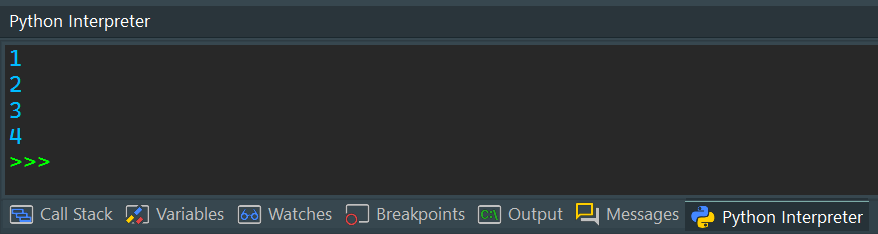 Python Interpreter
1
2
3
4
>>>
Call Stack Variables Watches Breakpoints C:\ Output Messages Python Interpreter